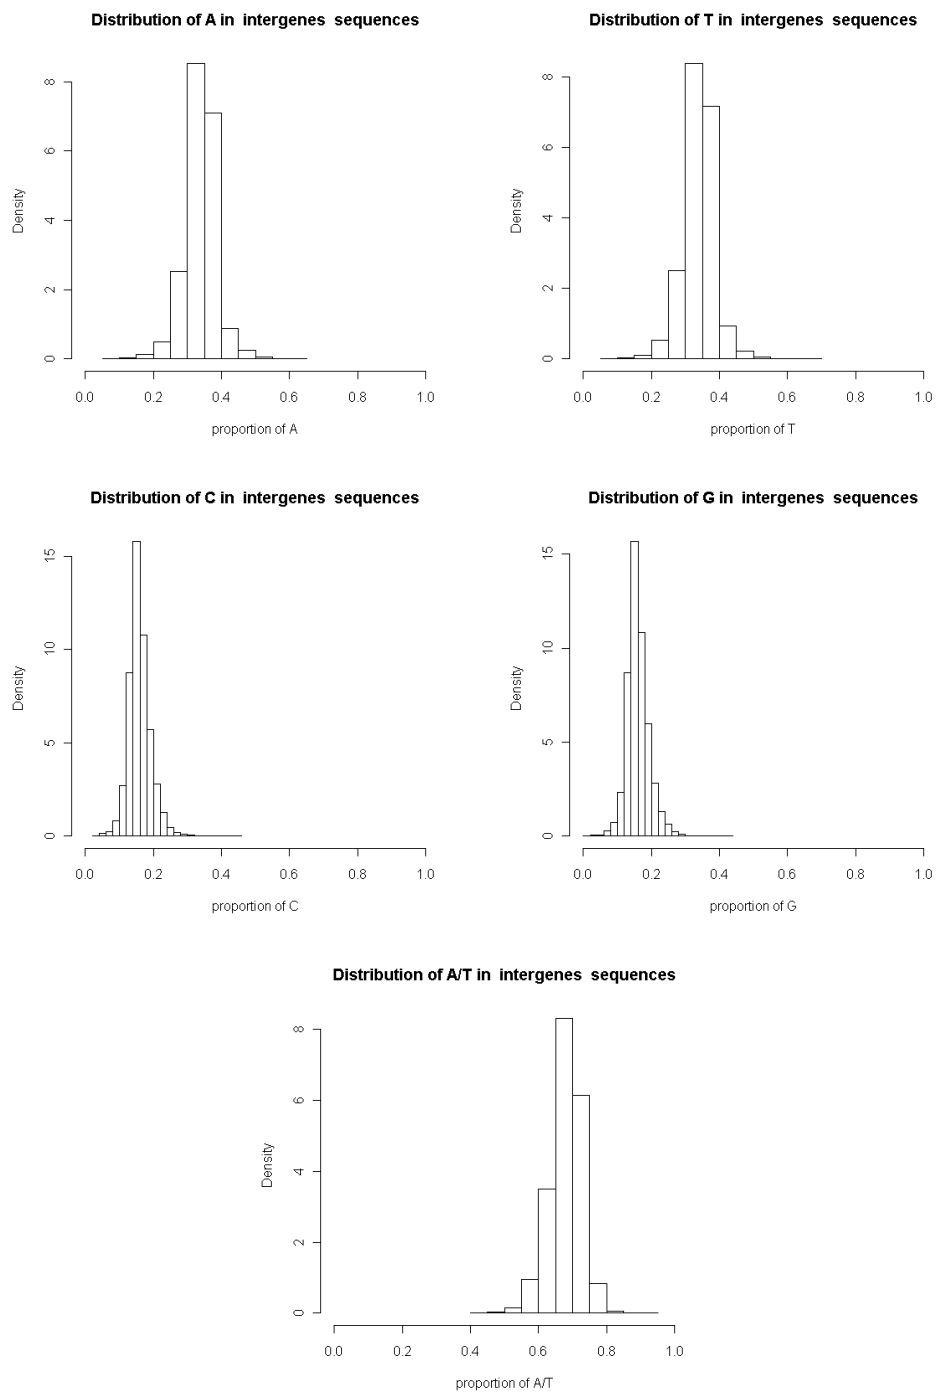 Distribution of A in intergenes sequences
Density
0
2
4
6
8
0.0 0.2 0.4 0.6 0.8 1.0
proportion of A
Distribution of T in intergenes sequences
Density
0
2
4
6
8
0.0 0.2 0.4 0.6 0.8 1.0
proportion of T
Distribution of C in intergenes sequences
Density
0
5
10
15
0.0 0.2 0.4 0.6 0.8 1.0
proportion of C
Distribution of G in intergenes sequences
Density
0
5
10
15
0.0 0.2 0.4 0.6 0.8 1.0
proportion of G
Distribution of A/T in intergenes sequences
Density
0
2
4
6
8
0.0 0.2 0.4 0.6 0.8 1.0
proportion of A/T